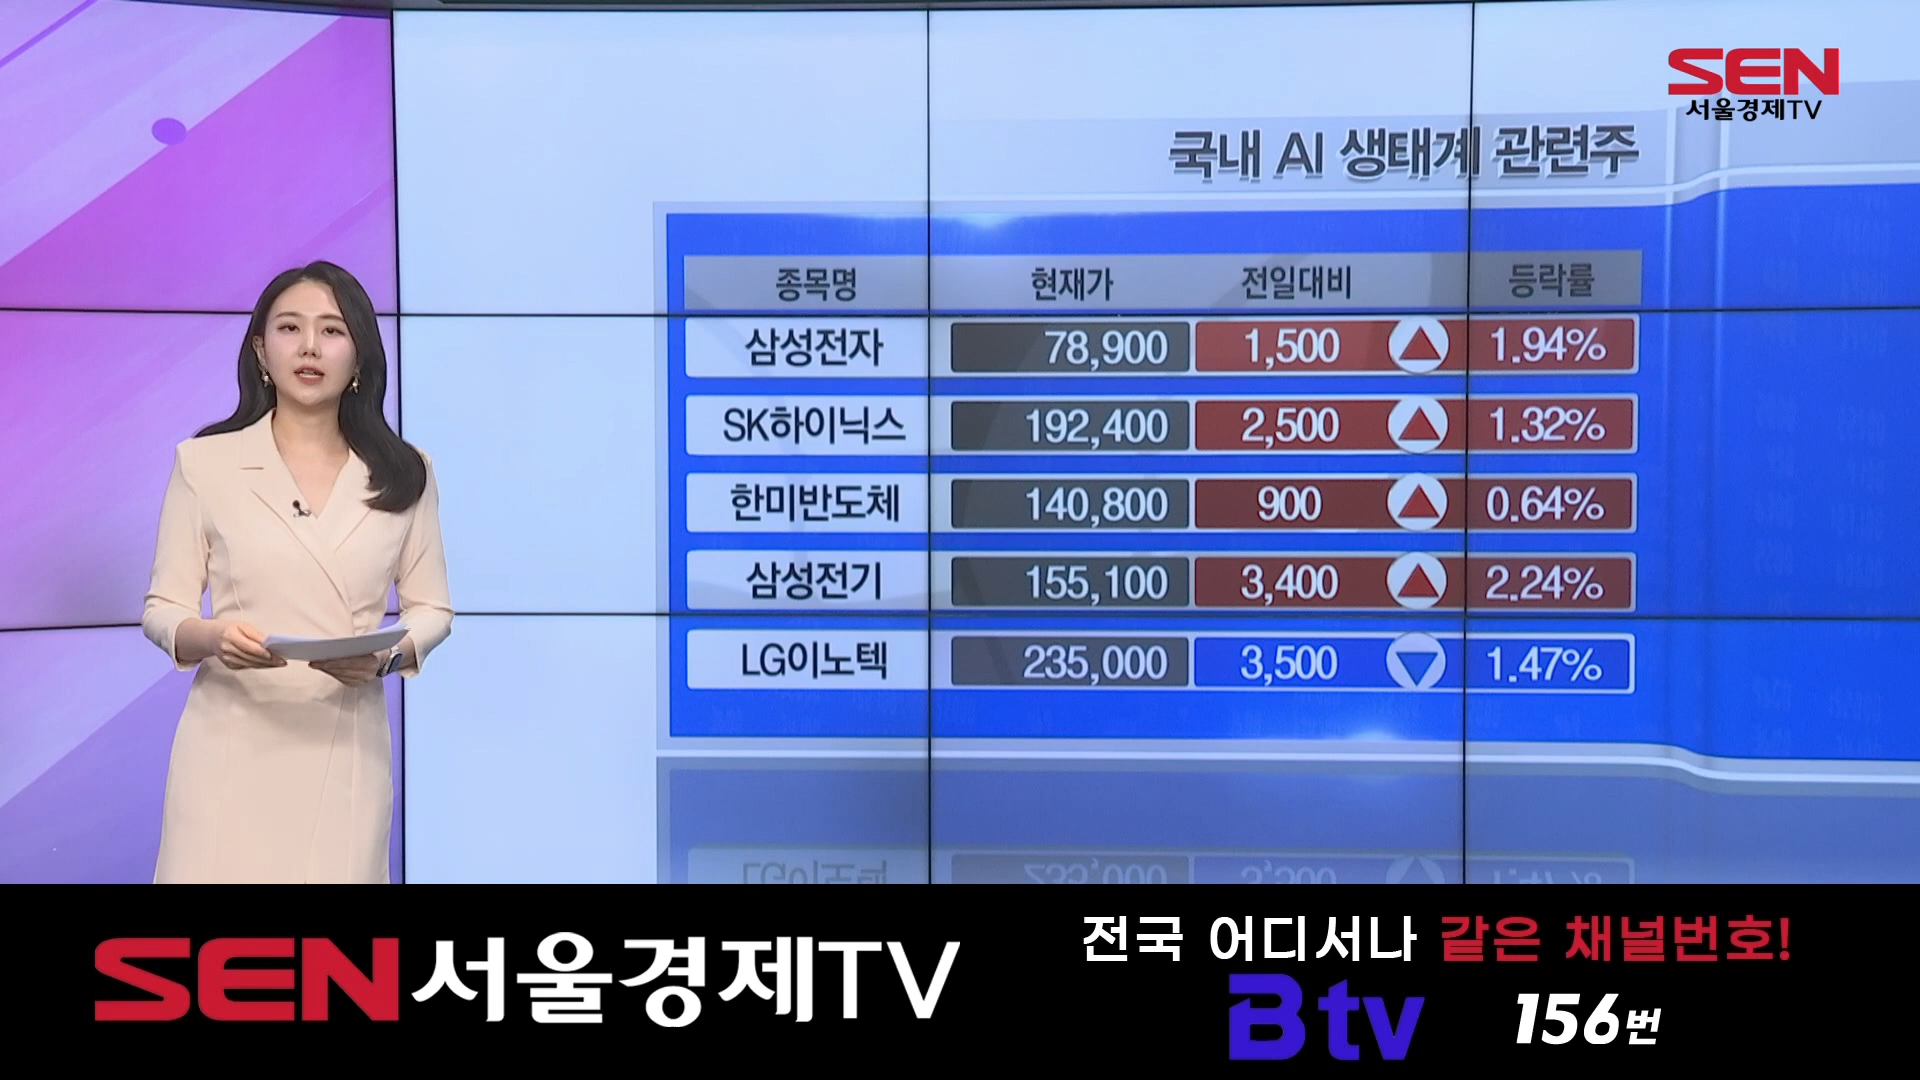 SEN
서울경제TV
국내 AI 생태계 관련주
종목명 현재가 전일대비 등락률
삼성전자 78,900 1,500 ▲ 1.94%
SK하이닉스 192,400 2,500 ▲ 1.32%
한미반도체 140,800 900 ▲ 0.64%
삼성전기 155,100 3,400 ▲ 2.24%
LG이노텍 235,000 3,500 ▽ 1.47%
SEN 서울경제TV
전국 어디서나 같은 채널번호!
B tv 156번